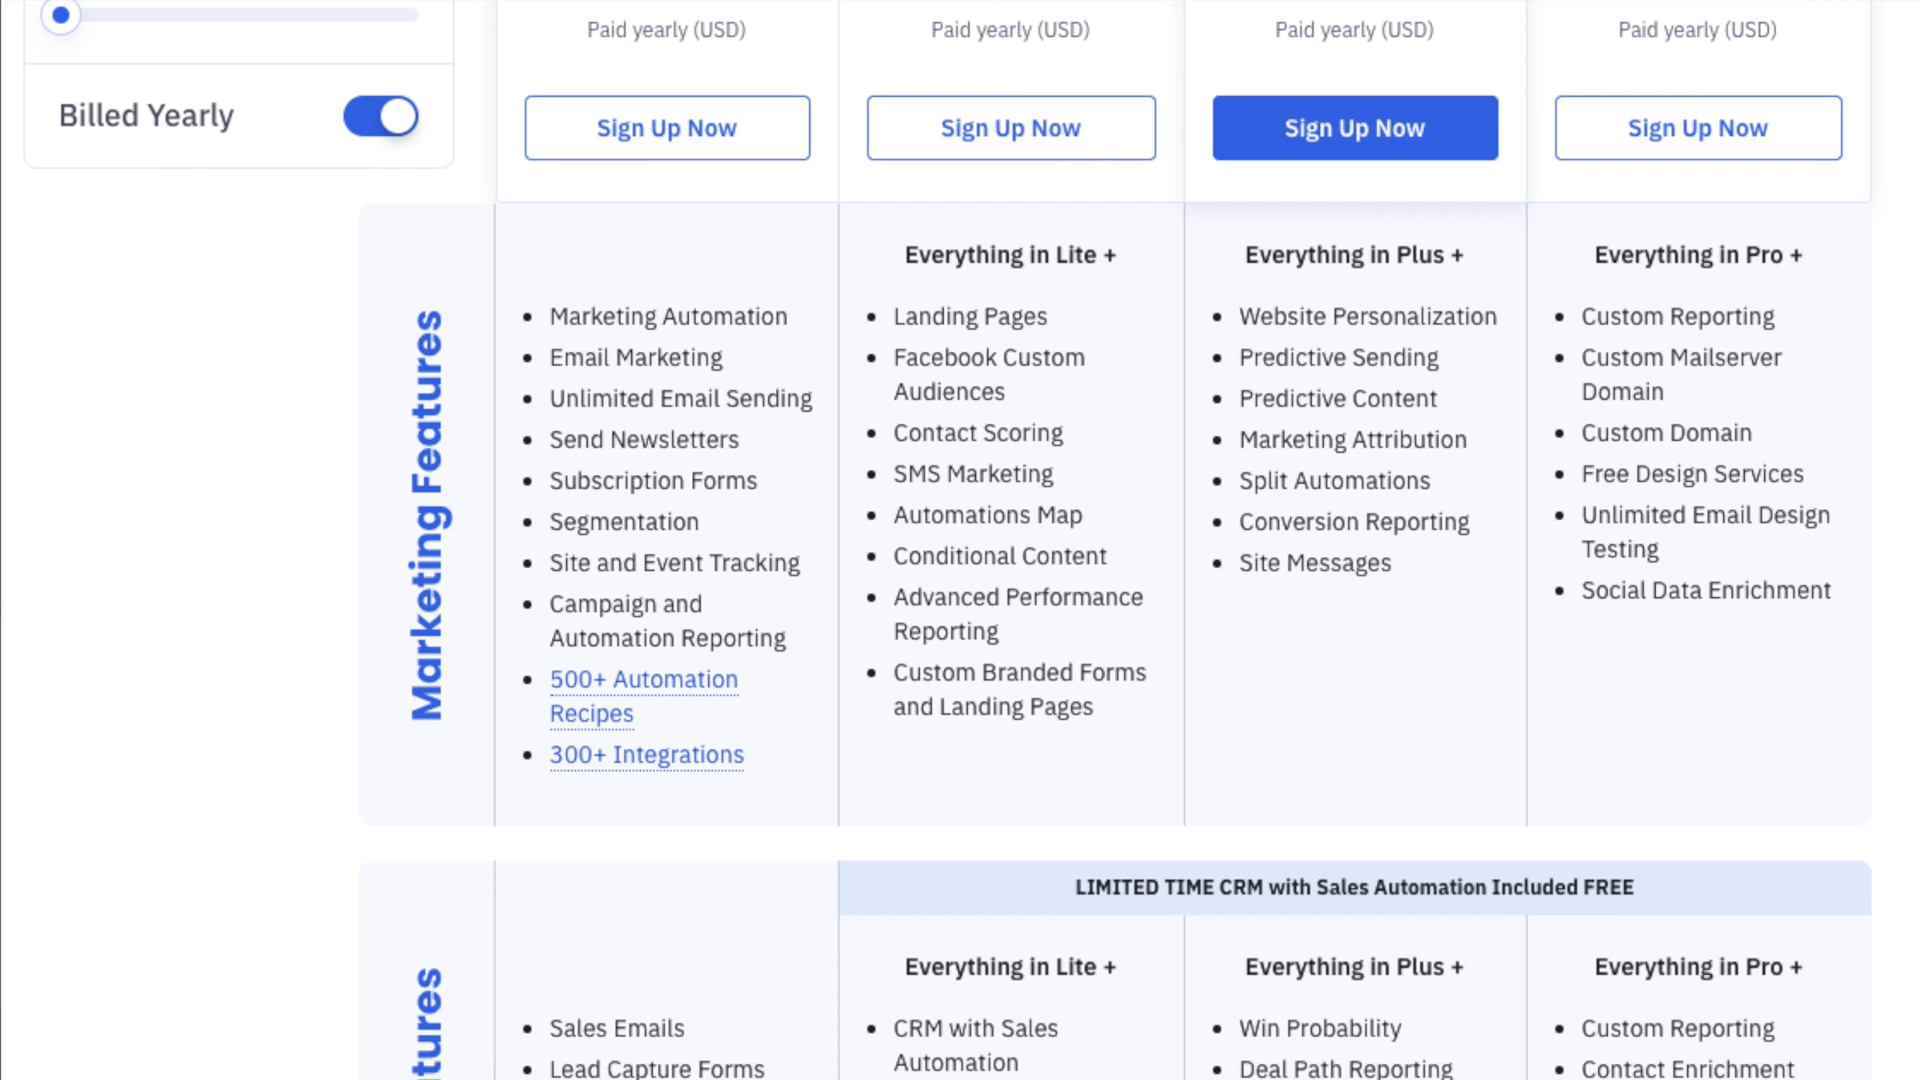 Paid yearly (USD)
Paid yearly (USD)
Paid yearly (USD)
Paid yearly (USD)
Billed Yearly
Sign Up Now
Sign Up Now
Sign Up Now
Sign Up Now
Marketing Features
Marketing Automation
Email Marketing
Unlimited Email Sending
Send Newsletters
Subscription Forms
Segmentation
Site and Event Tracking
Campaign and
Automation Reporting
500+ Automation
Recipes
300+ Integrations
Everything in Lite +
Landing Pages
Facebook Custom
Audiences
Contact Scoring
SMS Marketing
Automations Map
Conditional Content
Advanced Performance
Reporting
Custom Branded Forms
and Landing Pages
Everything in Plus +
Website Personalization
Predictive Sending
Predictive Content
Marketing Attribution
Split Automations
Conversion Reporting
Site Messages
Everything in Pro +
Custom Reporting
Custom Mailserver
Domain
Custom Domain
Free Design Services
Unlimited Email Design
Testing
Social Data Enrichment
LIMITED TIME CRM with Sales Automation Included FREE
tures
Sales Emails
Lead Capture Forms
Everything in Lite +
CRM with Sales
Automation
Everything in Plus +
Win Probability
Deal Path Reporting
Everything in Pro +
Custom Reporting
Contact Enrichment